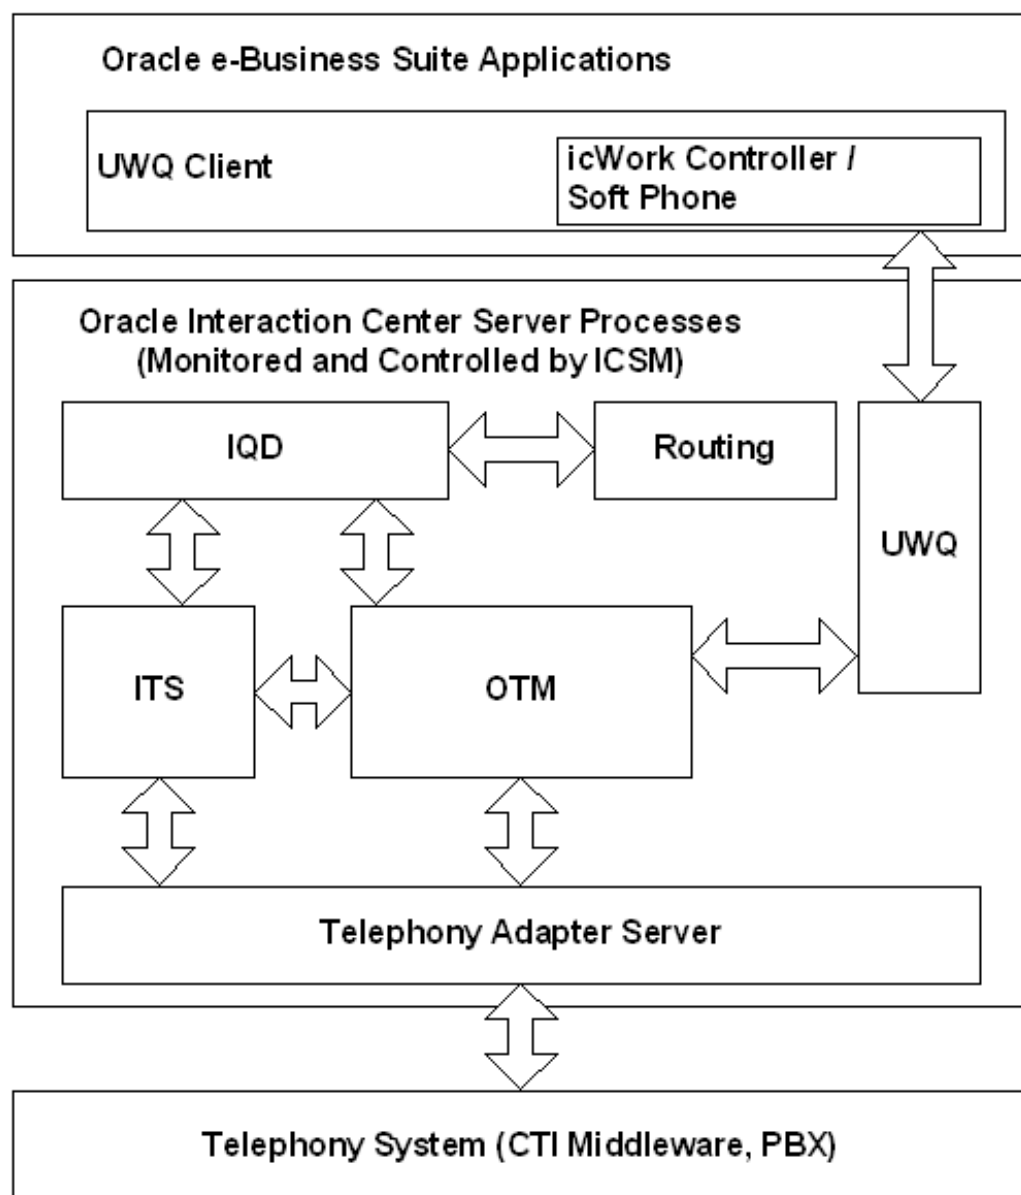 Oracle e-Business Suite Applications
UWQ Client
icWork Controller /
Soft Phone
Oracle Interaction Center Server Processes
(Monitored and Controlled by ICSM)
IQD
Routing
UWQ
ITS
OTM
Telephony Adapter Server
Telephony System (CTI Middleware, PBX)